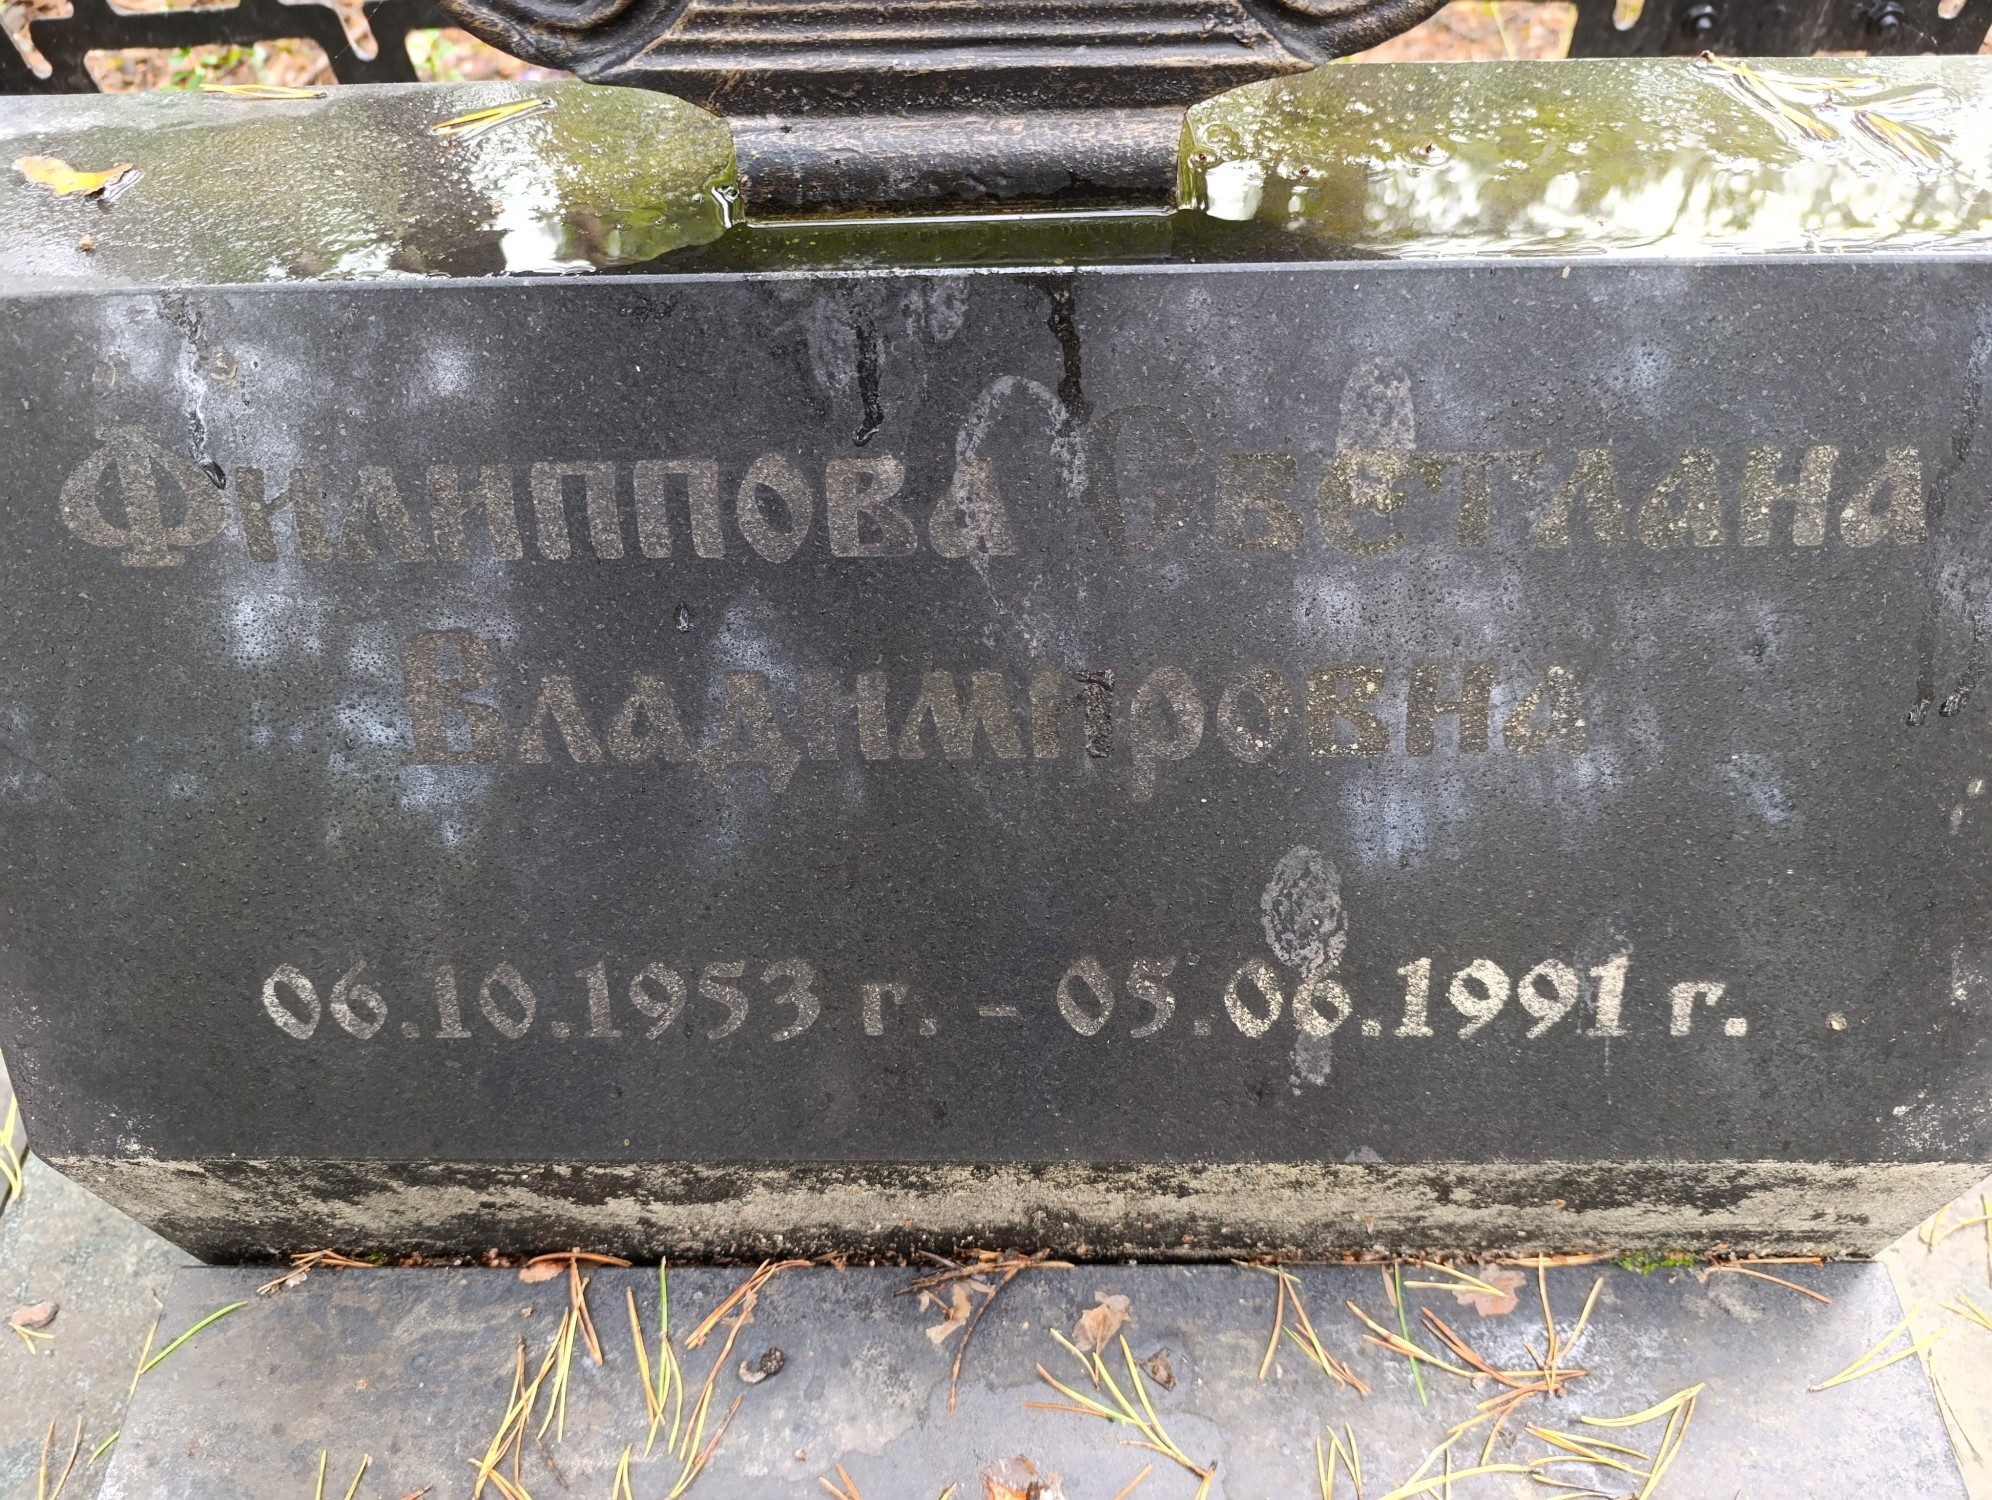 Филиппова Светлана
Владимировна
06.10.1953 г. - 05.06.1991 г.